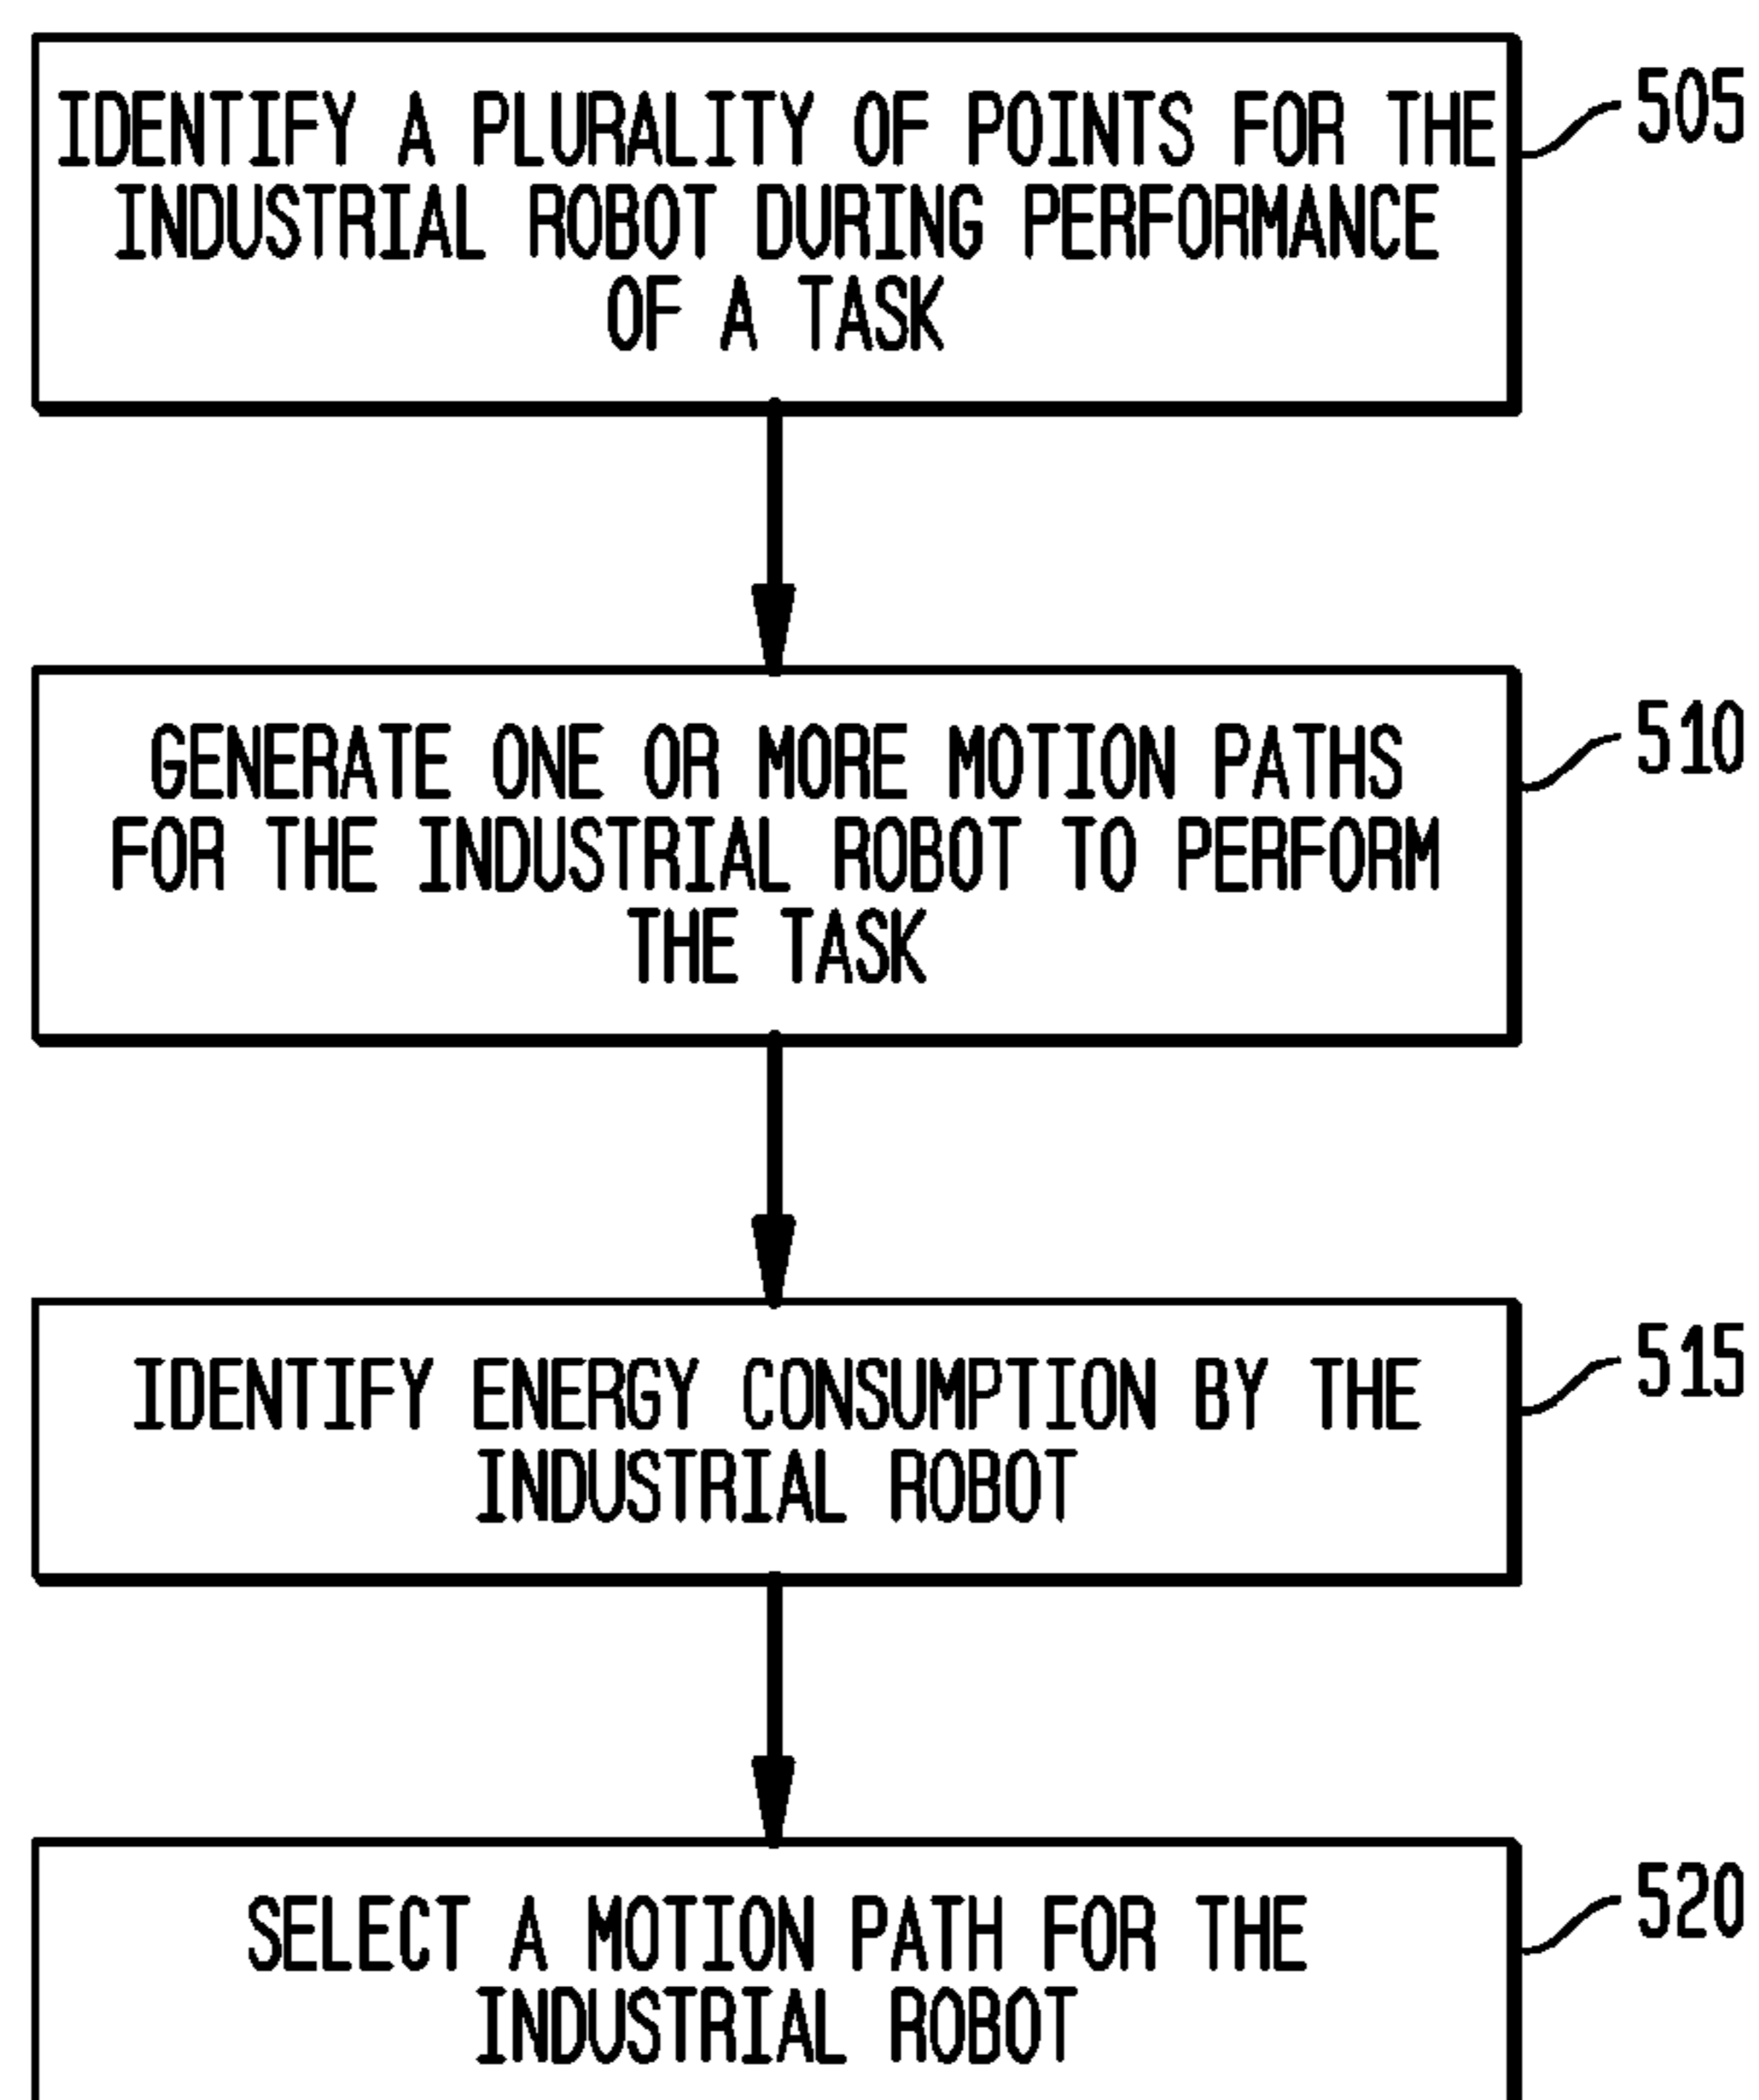 IDENTIFY A PLURALITY OF POINTS FOR THE
INDUSTRIAL ROBOT DURING PERFORMANCE
OF A TASK
505
GENERATE ONE OR MORE MOTION PATHS
FOR THE INDUSTRIAL ROBOT TO PERFORM
THE TASK
510
IDENTIFY ENERGY CONSUMPTION BY THE
INDUSTRIAL ROBOT
515
SELECT A MOTION PATH FOR THE
INDUSTRIAL ROBOT
520